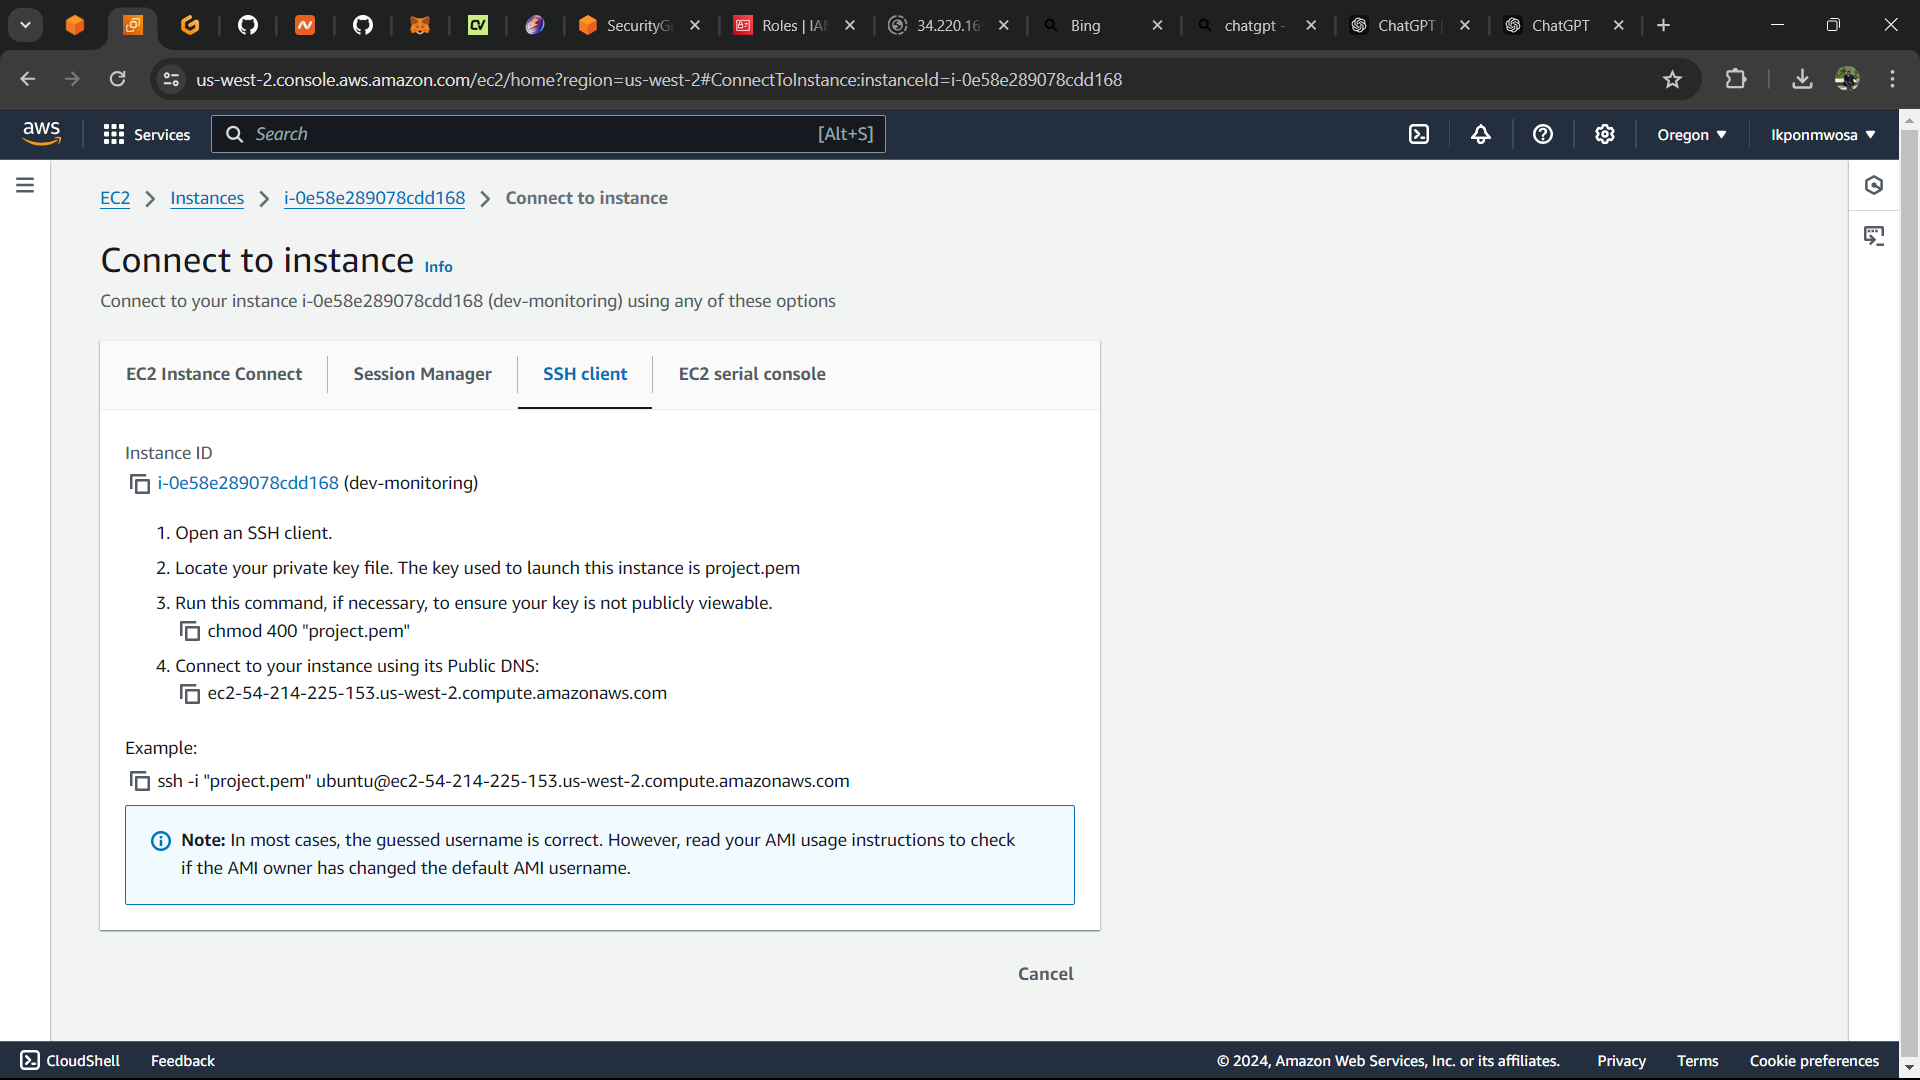 SecurityG
Roles | IAM
34.220.16
Bing
chatgpt -
ChatGPT
ChatGPT
us-west-2.console.aws.amazon.com/ec2/home?region=us-west-2#ConnectToInstance:instanceId=i-0e58e289078cdd168
aws
Services
Search
[Alt+S]
Oregon
Ikponmwosa
EC2
Instances
i-0e58e289078cdd168
Connect to instance
Connect to instance Info
Connect to your instance i-0e58e289078cdd168 (dev-monitoring) using any of these options
EC2 Instance Connect
Session Manager
SSH client
EC2 serial console
Instance ID
i-0e58e289078cdd168 (dev-monitoring)
1. Open an SSH client.
2. Locate your private key file. The key used to launch this instance is project.pem
3. Run this command, if necessary, to ensure your key is not publicly viewable.
chmod 400 "project.pem"
4. Connect to your instance using its Public DNS:
ec2-54-214-225-153.us-west-2.compute.amazonaws.com
Example:
ssh -i "project.pem" ubuntu@ec2-54-214-225-153.us-west-2.compute.amazonaws.com
Note: In most cases, the guessed username is correct. However, read your AMI usage instructions to check
if the AMI owner has changed the default AMI username.
Cancel
CloudShell
Feedback
© 2024, Amazon Web Services, Inc. or its affiliates.
Privacy
Terms
Cookie preferences